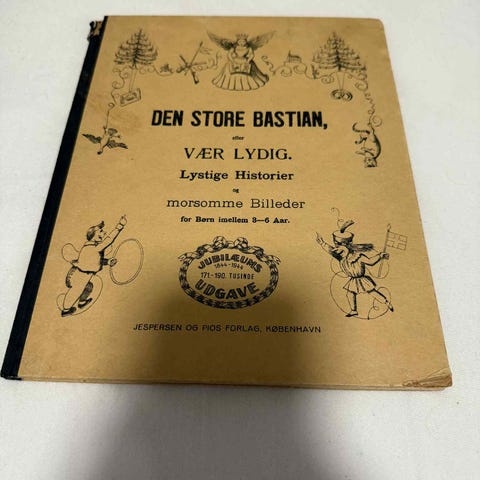 DEN STORE BASTIAN,
eller
VÆR LYDIG.
Lystige Historier
og
morsomme Billeder
for Børn imellem 3—6 Aar.
JUBILÆUMS
1844-1944
171.-190. TUSINDE
UDGAVE
JESPERSEN OG PIOS FORLAG, KØBENHAVN